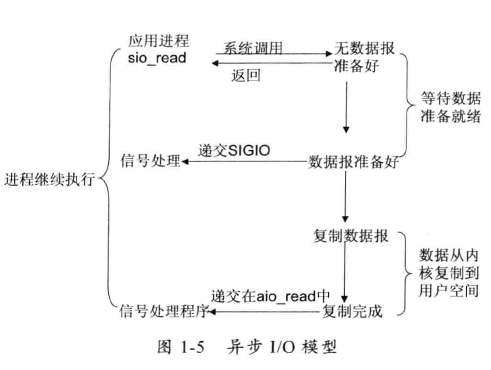 应用进程
sio_read
系统调用
返回
无数据报
准备好
等待数据
准备就绪
信号处理
递交SIGIO
数据报准备好
进程继续执行
复制数据报
数据从内
核复制到
用户空间
信号处理程序
递交在aio_read中
复制完成
图 1-5 异步 I/O 模型